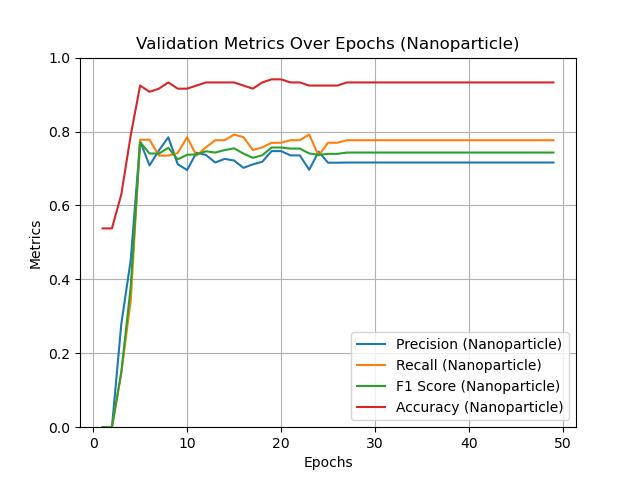 Validation Metrics Over Epochs (Nanoparticle)
1.0
0.8
0.6
0.4
0.2
0.0
Metrics
0
10
20
30
40
50
Epochs
Precision (Nanoparticle)
Recall (Nanoparticle)
F1 Score (Nanoparticle)
Accuracy (Nanoparticle)